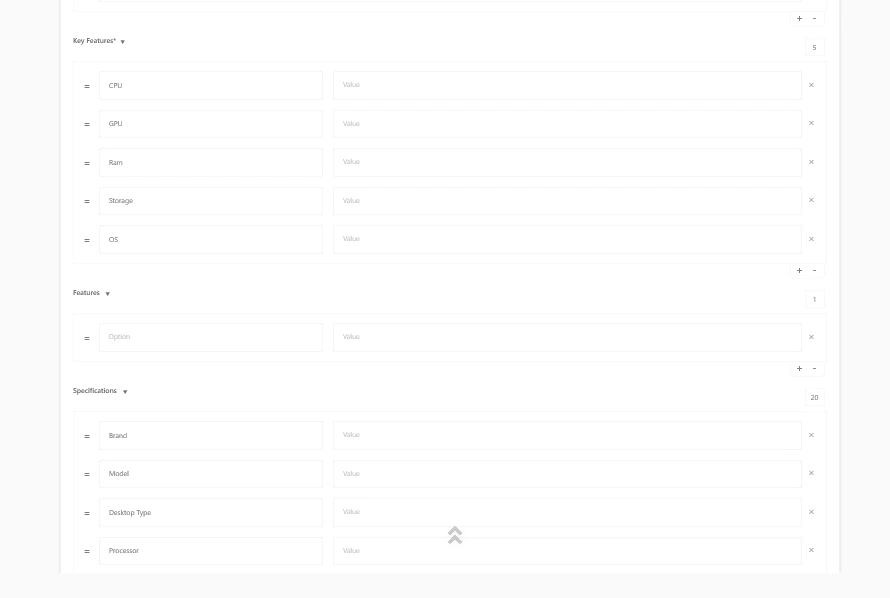 + -
Key Features* ▼
5
= CPU Value ×
= GPU Value ×
= Ram Value ×
= Storage Value ×
= OS Value ×
+ -
Features ▼
1
= Option Value ×
+ -
Specifications ▼
20
= Brand Value ×
= Model Value ×
= Desktop Type Value ×
= Processor Value ×